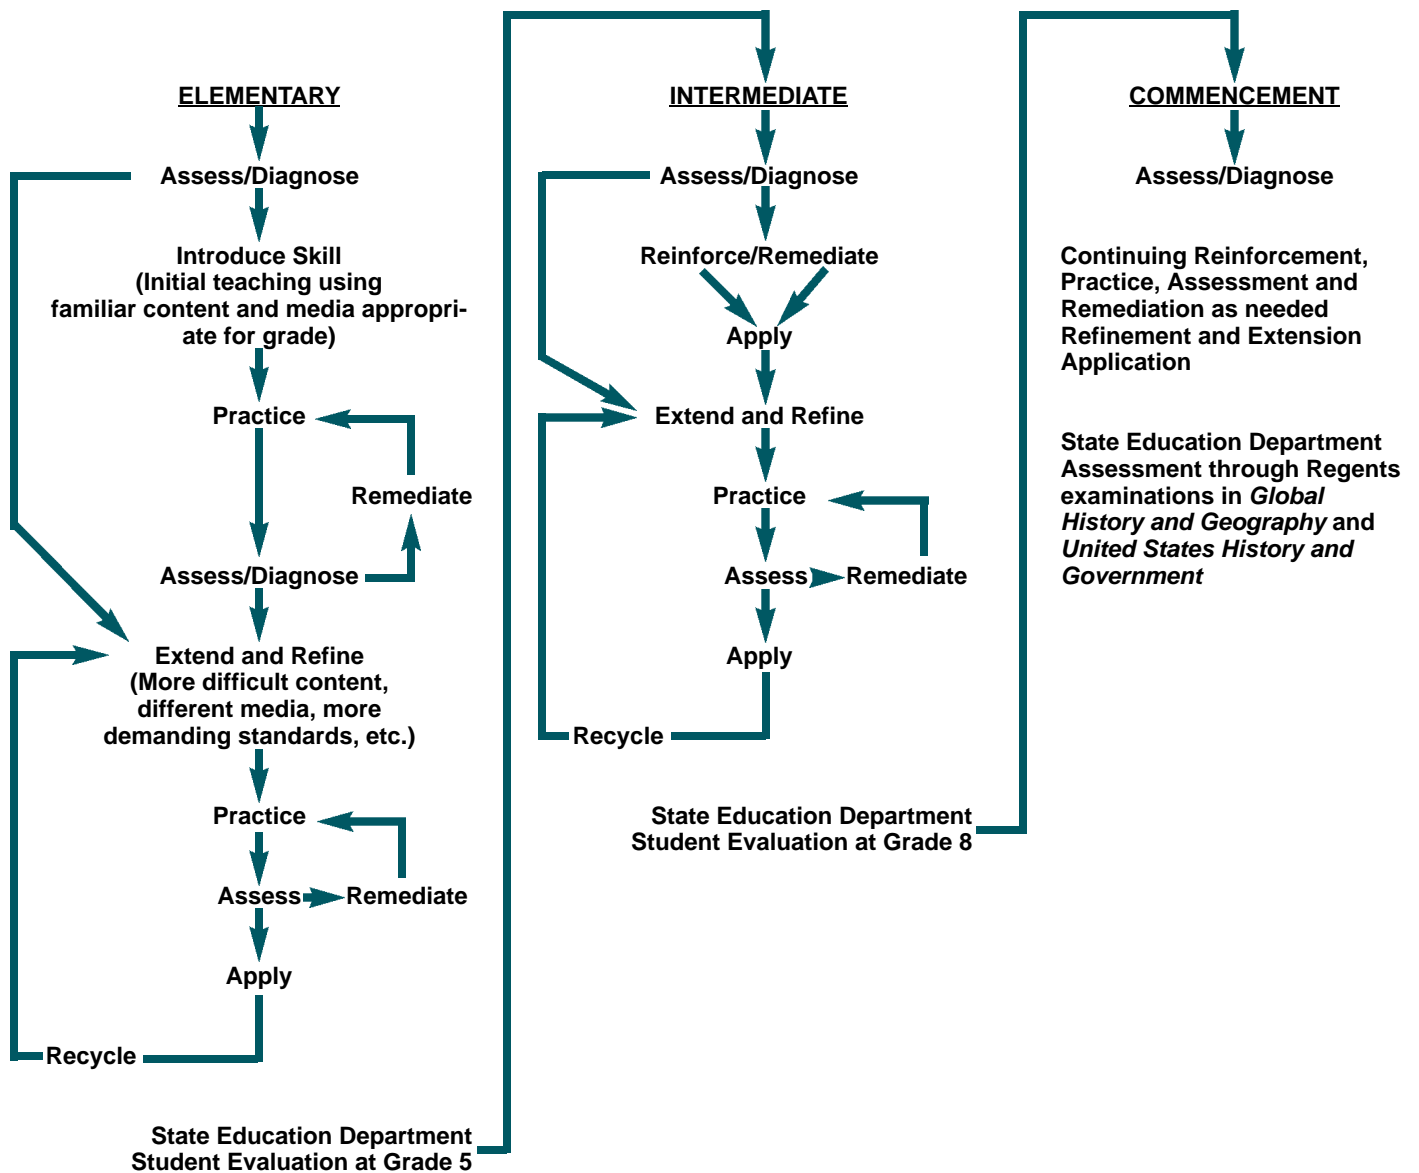 ELEMENTARY
Assess/Diagnose
Introduce Skill
(Initial teaching using
familiar content and media appropri-
ate for grade)
Practice
Remediate
Assess/Diagnose
Extend and Refine
(More difficult content,
different media, more
demanding standards, etc.)
Practice
Assess
Remediate
Apply
Recycle
State Education Department
Student Evaluation at Grade 5
INTERMEDIATE
Assess/Diagnose
Reinforce/Remediate
Apply
Extend and Refine
Practice
Assess
Remediate
Apply
Recycle
State Education Department
Student Evaluation at Grade 8
COMMENCEMENT
Assess/Diagnose
Continuing Reinforcement,
Practice, Assessment and
Remediation as needed
Refinement and Extension
Application
State Education Department
Assessment through Regents
examinations in Global
History and Geography and
United States History and
Government